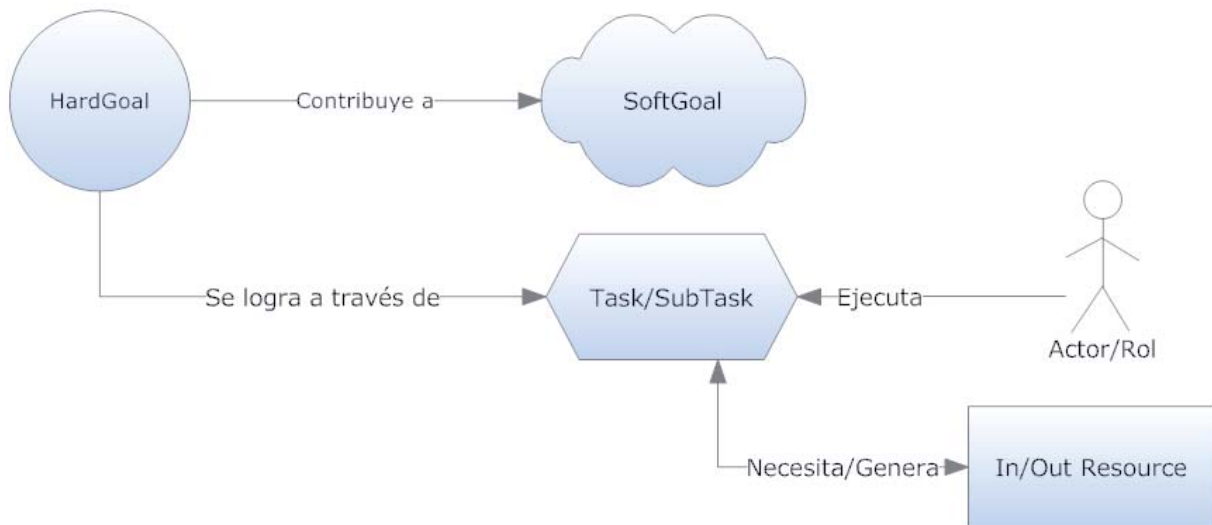 HardGoal
Contribuye a
SoftGoal
Se logra a través de
Task/SubTask
Ejecuta
Actor/Rol
Necesita/Genera
In/Out Resource